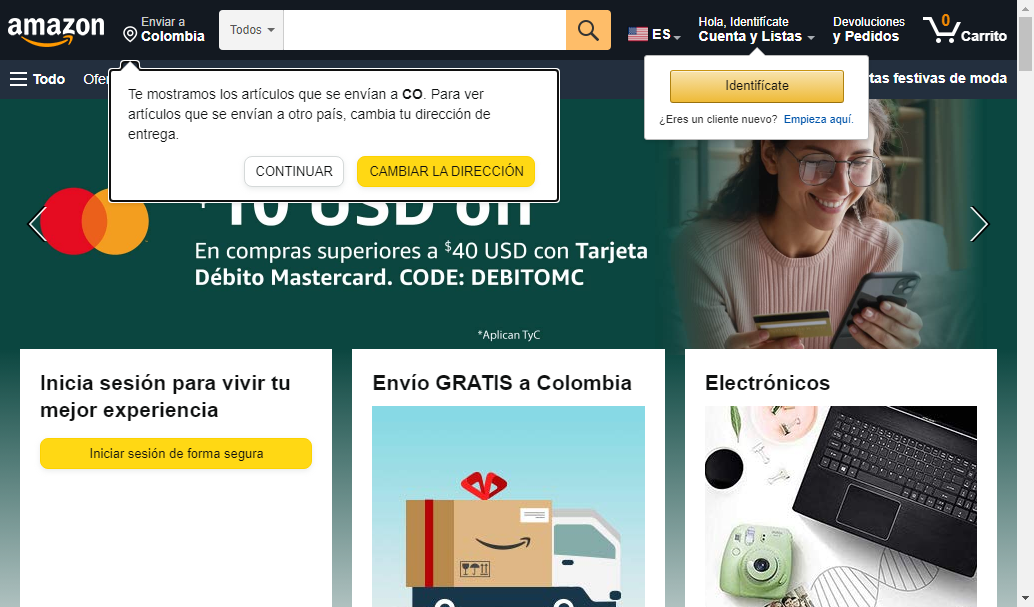 amazon
Enviar a
Colombia
Todos
ES
Hola, Identifícate
Cuenta y Listas
Devoluciones
y Pedidos
0
Carrito
Todo
Ofer
tas festivas de moda
Te mostramos los artículos que se envían a CO. Para ver
artículos que se envían a otro país, cambia tu dirección de
entrega.
CONTINUAR
CAMBIAR LA DIRECCIÓN
Identifícate
¿Eres un cliente nuevo? Empieza aquí.
$10 USD off
En compras superiores a $40 USD con Tarjeta
Débito Mastercard. CODE: DEBITOMC
*Aplican TyC
Inicia sesión para vivir tu
mejor experiencia
Iniciar sesión de forma segura
Envío GRATIS a Colombia
Electrónicos